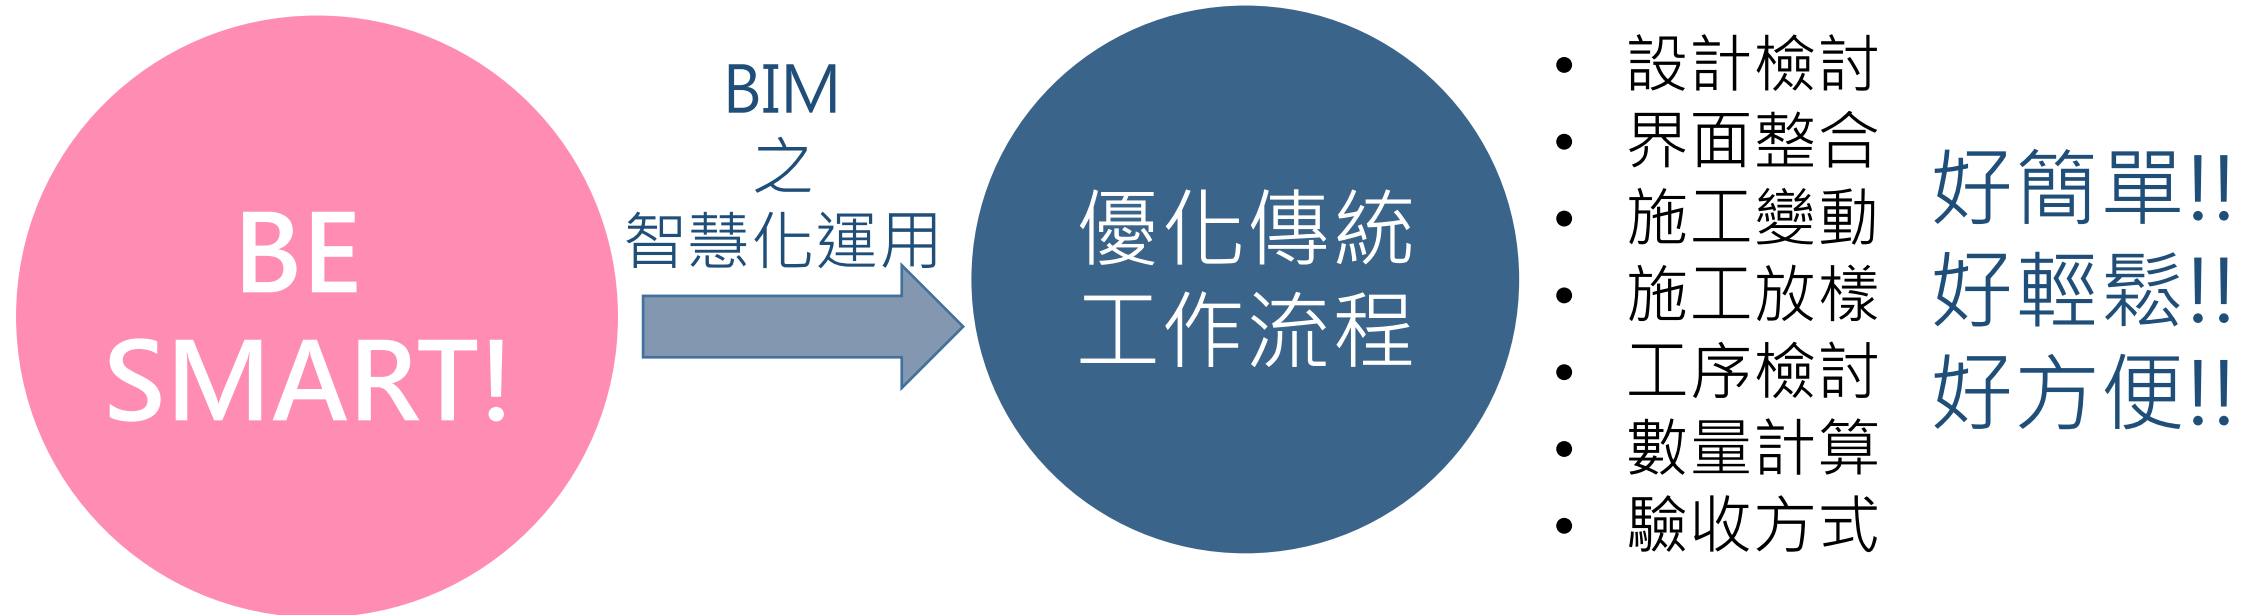 BE
SMART!
BIM
之
智慧化運用
優化傳統
工作流程
• 設計檢討
• 界面整合
• 施工變動
• 施工放樣
• 工序檢討
• 數量計算
• 驗收方式
好簡單!!
好輕鬆!!
好方便!!